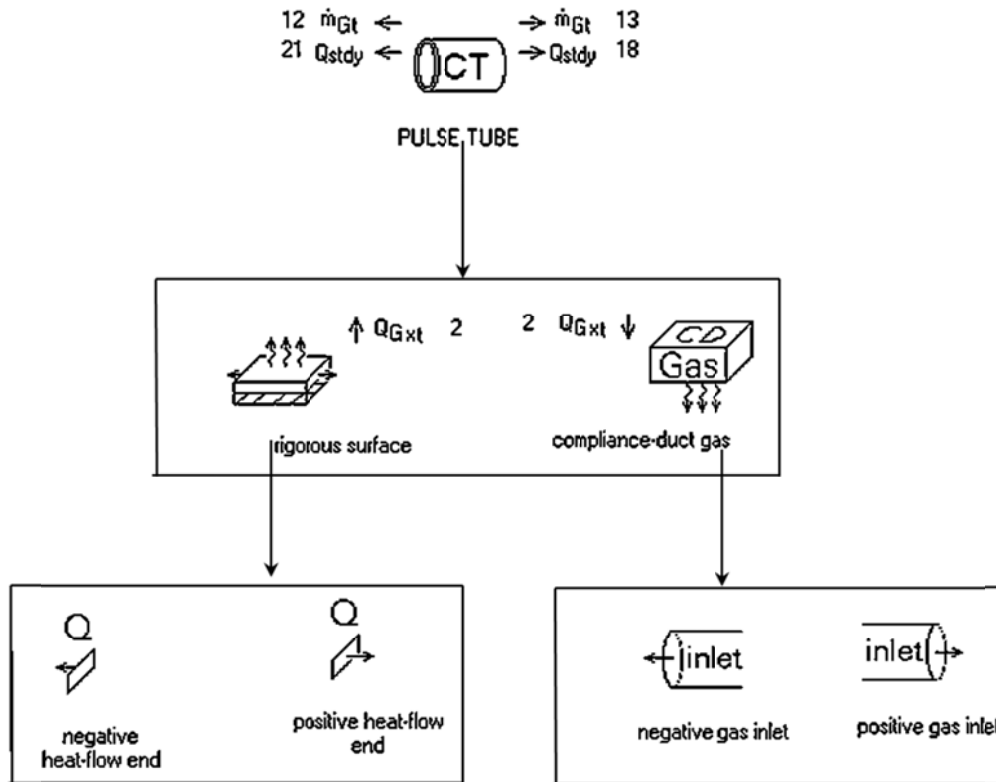 12 ṁGt ← → ṁGt 13
21 Qstdy ← → Qstdy 18
CT
PULSE TUBE
↑ QGxt 2 2 QGxt ↓
CD
Gas
rigorous surface compliance-duct gas
Q Q
inlet inlet
negative heat-flow end
positive heat-flow end
negative gas inlet positive gas inlet